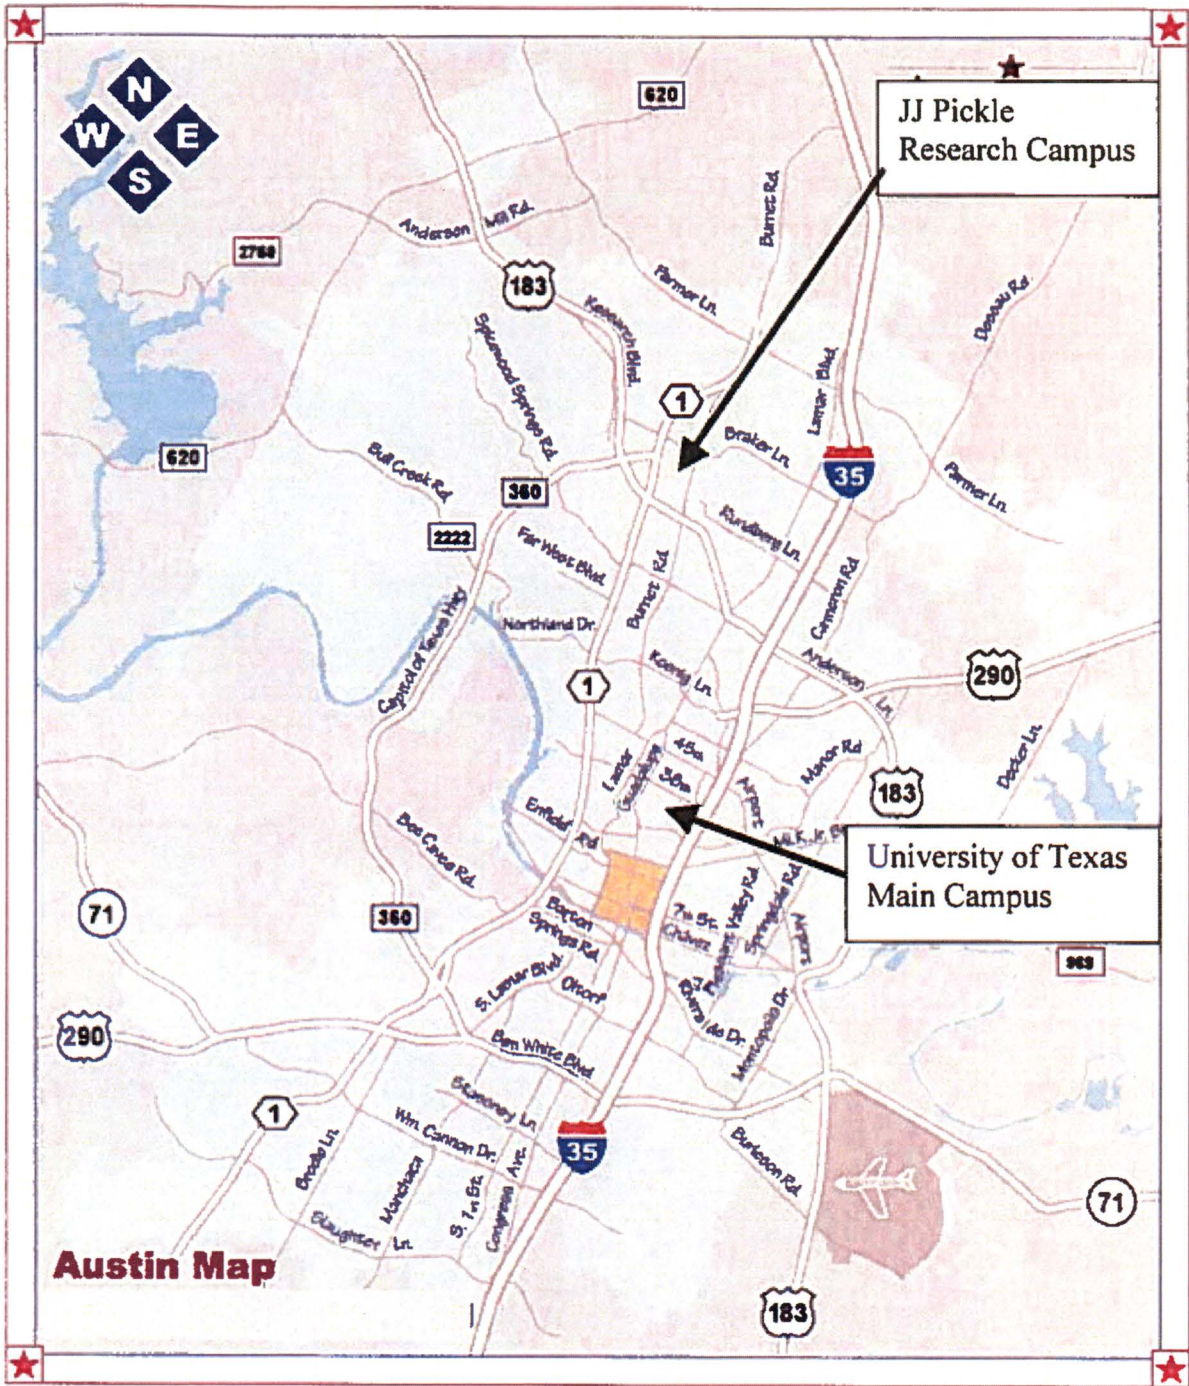 N
W E
S
620
JJ Pickle
Research Campus
Burnet Rd.
Anderson Mill Rd.
2768
183
Parmer Ln.
Dessau Rd
Research Blvd.
Spicewood Springs Rd.
Lamar Blvd.
1
Braker Ln.
620
Bull Creek Rd.
35
Parmer Ln.
360
2222
Rundberg Ln.
Far West Blvd.
Burnet Rd.
Cameron Rd
Capitol of Texas Hwy
Northland Dr.
Koenig Ln.
Anderson Ln.
290
1
45th
Manor Rd
Decker Ln.
Lamar
Guadalupe
38th
Airport
183
Enfield Rd
M.L.K. Jr.
University of Texas
Main Campus
Bee Caves Rd.
71
360
Barton
Springs Rd.
7th St.
Chavez
Pleasant Valley Rd.
Springdale Rd.
Airport
969
S. Lamar Blvd.
Oltorf
Riverside Dr.
Montopolis Dr.
290
Ben White Blvd.
1
Stassney Ln
Wm. Cannon Dr.
35
Burleson Rd.
Brodie Ln.
Manchaca
S. 1st St.
Congress Ave.
71
Slaughter Ln.
Austin Map
183